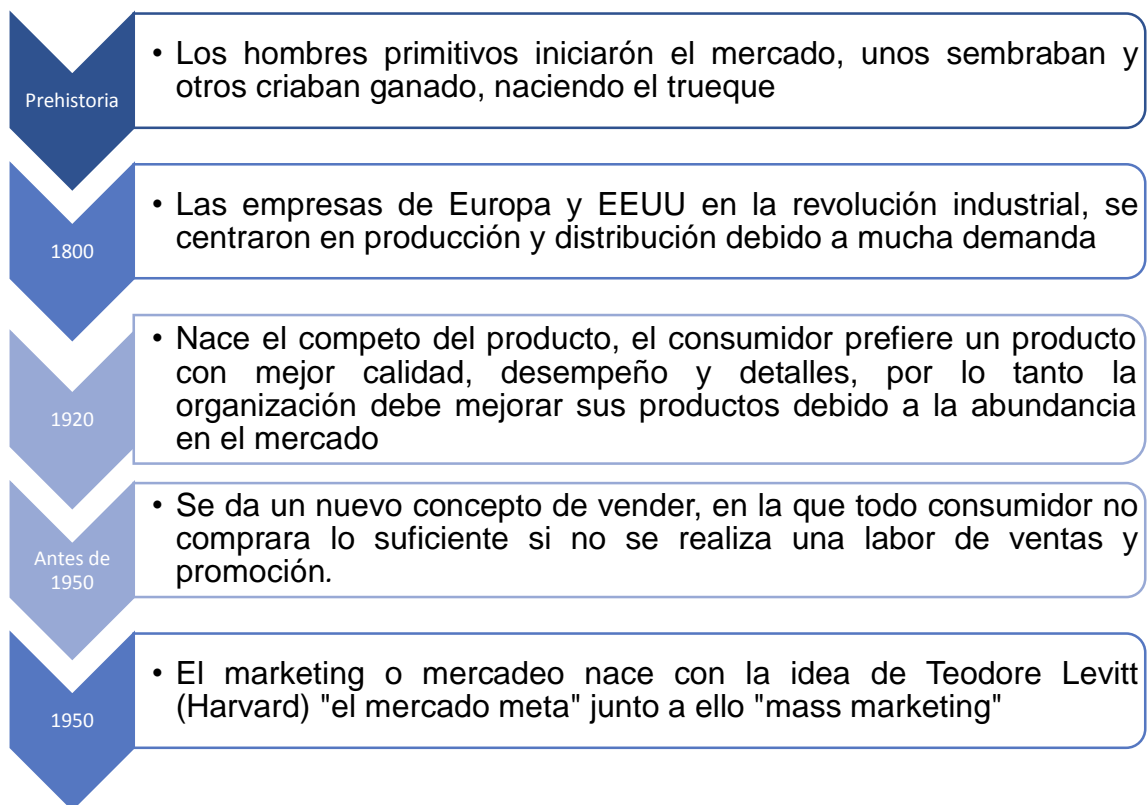 Prehistoria
• Los hombres primitivos iniciarón el mercado, unos sembraban y
otros criaban ganado, naciendo el trueque
1800
• Las empresas de Europa y EEUU en la revolución industrial, se
centraron en producción y distribución debido a mucha demanda
1920
• Nace el competo del producto, el consumidor prefiere un producto
con mejor calidad, desempeño y detalles, por lo tanto la
organización debe mejorar sus productos debido a la abundancia
en el mercado
Antes de
1950
• Se da un nuevo concepto de vender, en la que todo consumidor no
comprara lo suficiente si no se realiza una labor de ventas y
promoción.
1950
• El marketing o mercadeo nace con la idea de Teodore Levitt
(Harvard) "el mercado meta" junto a ello "mass marketing"